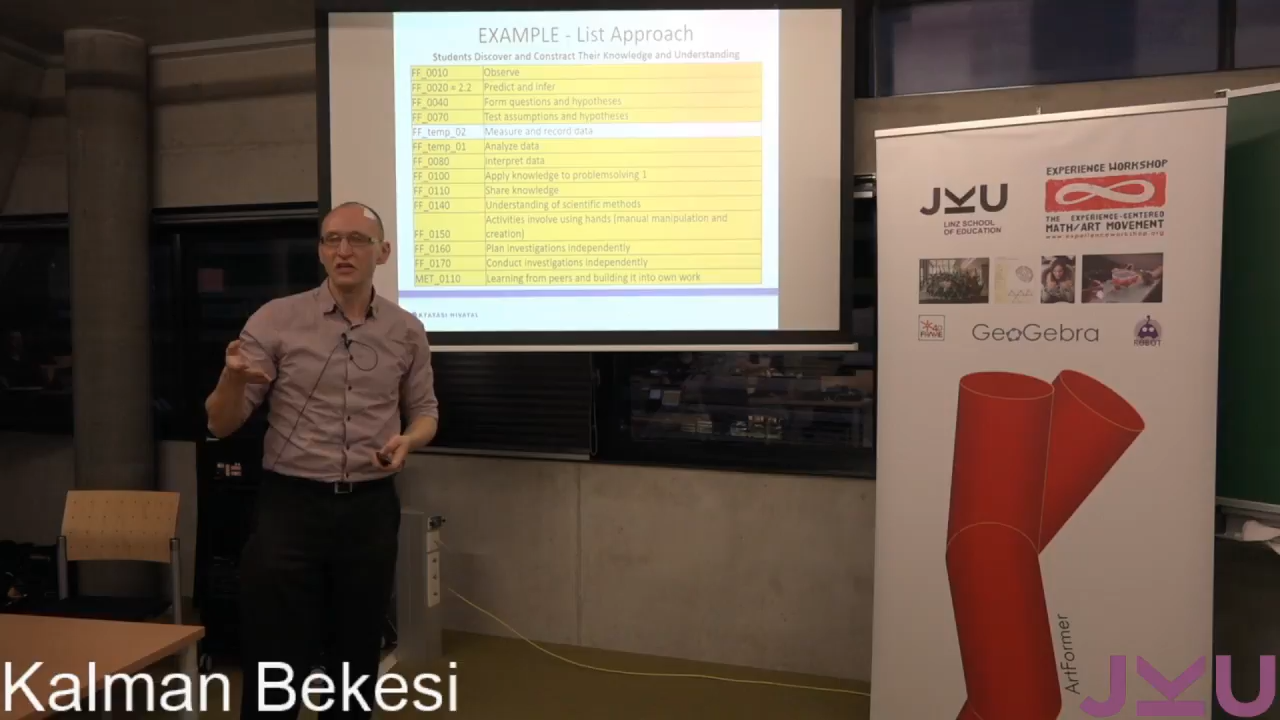 EXAMPLE - List Approach
Students Discover and Constract Their Knowledge and Understanding
FF_0010 Observe
FF_0020 = 2.2 Predict and infer
FF_0040 Form questions and hypotheses
FF_0070 Test assumptions and hypotheses
FF_temp_02 Measure and record data
FF_temp_01 Analyze data
FF_0080 Interpret data
FF_0100 Apply knowledge to problemsolving 1
FF_0110 Share knowledge
FF_0140 Understanding of scientific methods
Activities involve using hands (manual manipulation and
FF_0150 creation)
FF_0160 Plan investigations independently
FF_0170 Conduct investigations independently
MET_0110 Learning from peers and building it into own work
OKTATÁSI HIVATAL
JKU
LINZ SCHOOL
OF EDUCATION
EXPERIENCE WORKSHOP
THE EXPERIENCE-CENTERED
MATH/ART MOVEMENT
www.experienceworkshop.org
GeoGebra
ArtFormer
Kalman Bekesi
JKU